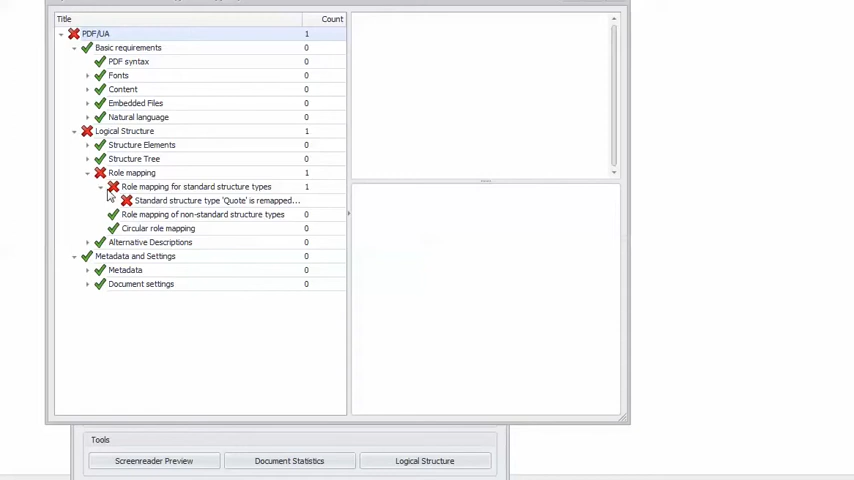 Title Count
PDF/UA 1
Basic requirements 0
PDF syntax 0
Fonts 0
Content 0
Embedded Files 0
Natural language 0
Logical Structure 1
Structure Elements 0
Structure Tree 0
Role mapping 1
Role mapping for standard structure types 1
Standard structure type 'Quote' is remapped...
Role mapping of non-standard structure types 0
Circular role mapping 0
Alternative Descriptions 0
Metadata and Settings 0
Metadata 0
Document settings 0
Tools
Screenreader Preview Document Statistics Logical Structure